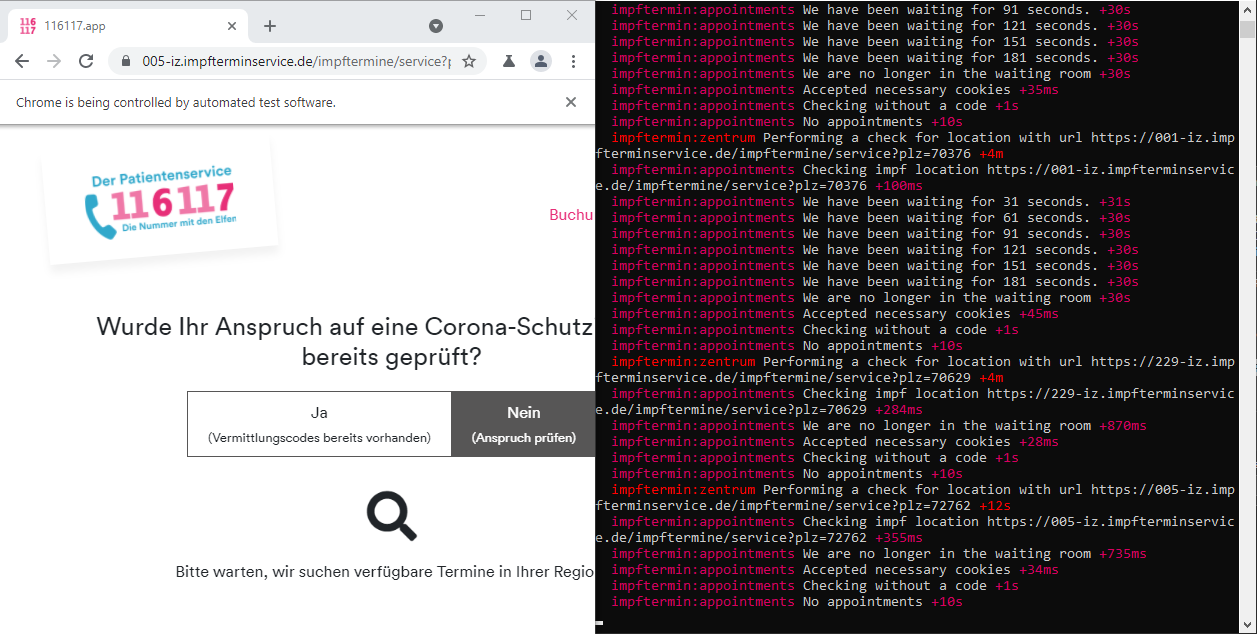 116117.app
005-iz.impfterminservice.de/impftermine/service?p
Chrome is being controlled by automated test software.
Der Patientenservice
116117
Die Nummer mit den Elfen
Buchu
Wurde Ihr Anspruch auf eine Corona-Schutz
bereits geprüft?
Ja
(Vermittlungscodes bereits vorhanden)
Nein
(Anspruch prüfen)
Bitte warten, wir suchen verfügbare Termine in Ihrer Regio
impftermin:appointments We have been waiting for 91 seconds. +30s
impftermin:appointments We have been waiting for 121 seconds. +30s
impftermin:appointments We have been waiting for 151 seconds. +30s
impftermin:appointments We have been waiting for 181 seconds. +30s
impftermin:appointments We are no longer in the waiting room +30s
impftermin:appointments Accepted necessary cookies +35ms
impftermin:appointments Checking without a code +1s
impftermin:appointments No appointments +10s
impftermin:zentrum Performing a check for location with url https://001-iz.imp
fterminservice.de/impftermine/service?plz=70376 +4m
impftermin:appointments Checking impf location https://001-iz.impfterminservic
e.de/impftermine/service?plz=70376 +100ms
impftermin:appointments We have been waiting for 31 seconds. +31s
impftermin:appointments We have been waiting for 61 seconds. +30s
impftermin:appointments We have been waiting for 91 seconds. +30s
impftermin:appointments We have been waiting for 121 seconds. +30s
impftermin:appointments We have been waiting for 151 seconds. +30s
impftermin:appointments We have been waiting for 181 seconds. +30s
impftermin:appointments We are no longer in the waiting room +30s
impftermin:appointments Accepted necessary cookies +45ms
impftermin:appointments Checking without a code +1s
impftermin:appointments No appointments +10s
impftermin:zentrum Performing a check for location with url https://229-iz.imp
fterminservice.de/impftermine/service?plz=70629 +4m
impftermin:appointments Checking impf location https://229-iz.impfterminservic
e.de/impftermine/service?plz=70629 +284ms
impftermin:appointments We are no longer in the waiting room +870ms
impftermin:appointments Accepted necessary cookies +28ms
impftermin:appointments Checking without a code +1s
impftermin:appointments No appointments +10s
impftermin:zentrum Performing a check for location with url https://005-iz.imp
fterminservice.de/impftermine/service?plz=72762 +12s
impftermin:appointments Checking impf location https://005-iz.impfterminservic
e.de/impftermine/service?plz=72762 +355ms
impftermin:appointments We are no longer in the waiting room +735ms
impftermin:appointments Accepted necessary cookies +34ms
impftermin:appointments Checking without a code +1s
impftermin:appointments No appointments +10s